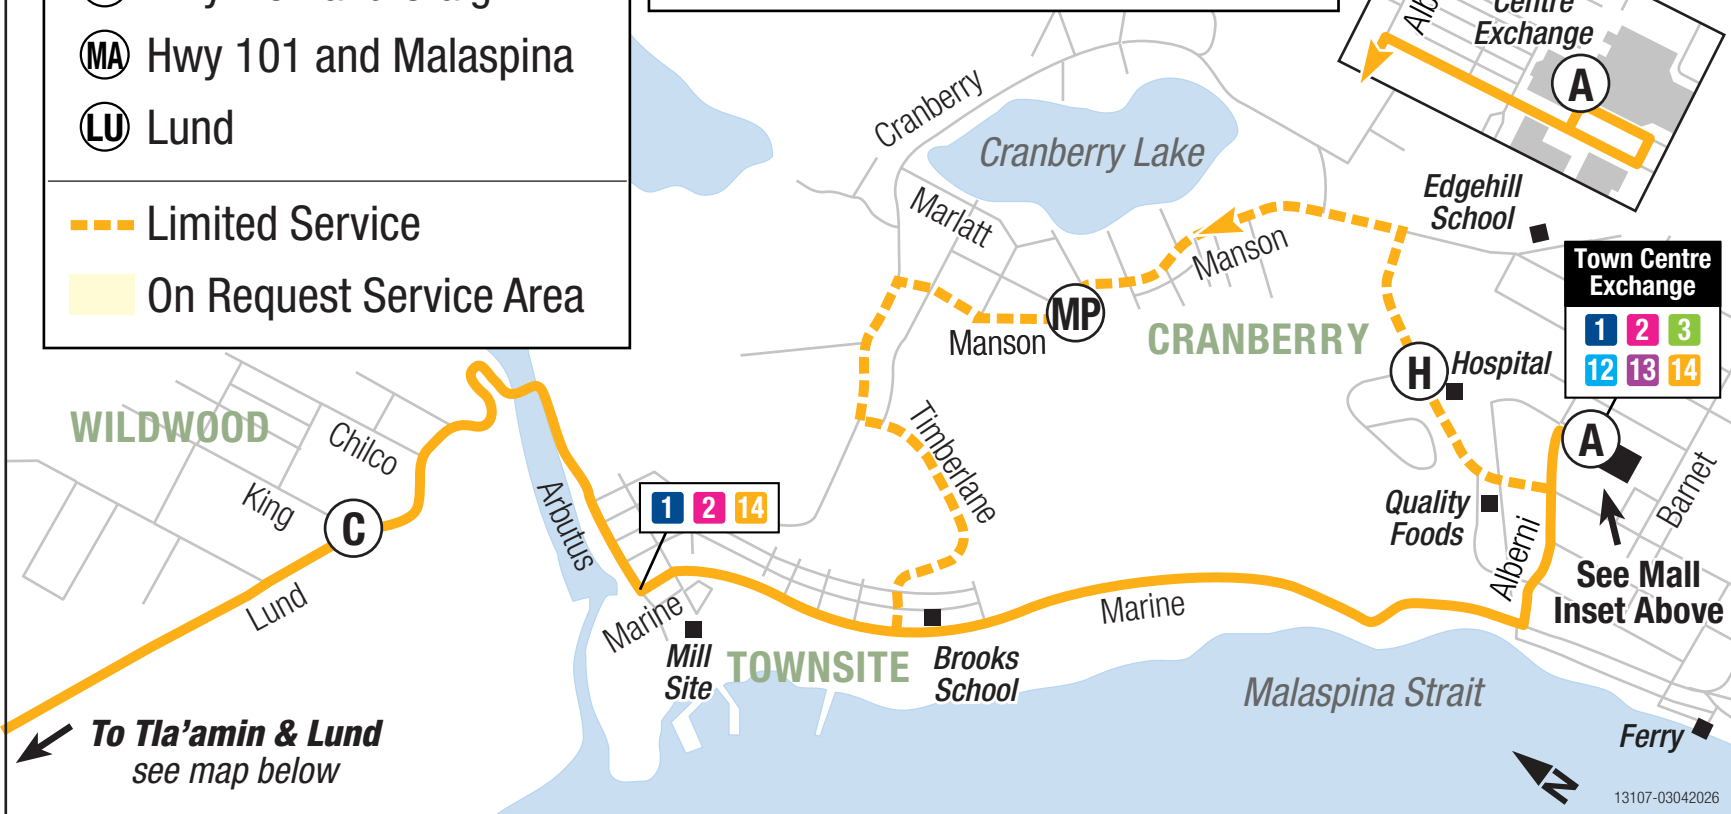 MA Hwy 101 and Malaspina
LU Lund
Limited Service
On Request Service Area
Centre
Exchange
A
Cranberry
Cranberry Lake
Marlatt
Manson
Edgehill
School
Town Centre
Exchange
1 2 3
12 13 14
MP
Manson
CRANBERRY
H
Hospital
WILDWOOD
Chilco
King
C
Lund
Arbutus
1 2 14
Timberlane
A
Quality
Foods
Barnet
Alberni
See Mall
Inset Above
Marine
Marine
Mill
Site
TOWNSITE
Brooks
School
Malaspina Strait
To Tla'amin & Lund
see map below
Ferry
N
13107-03042026